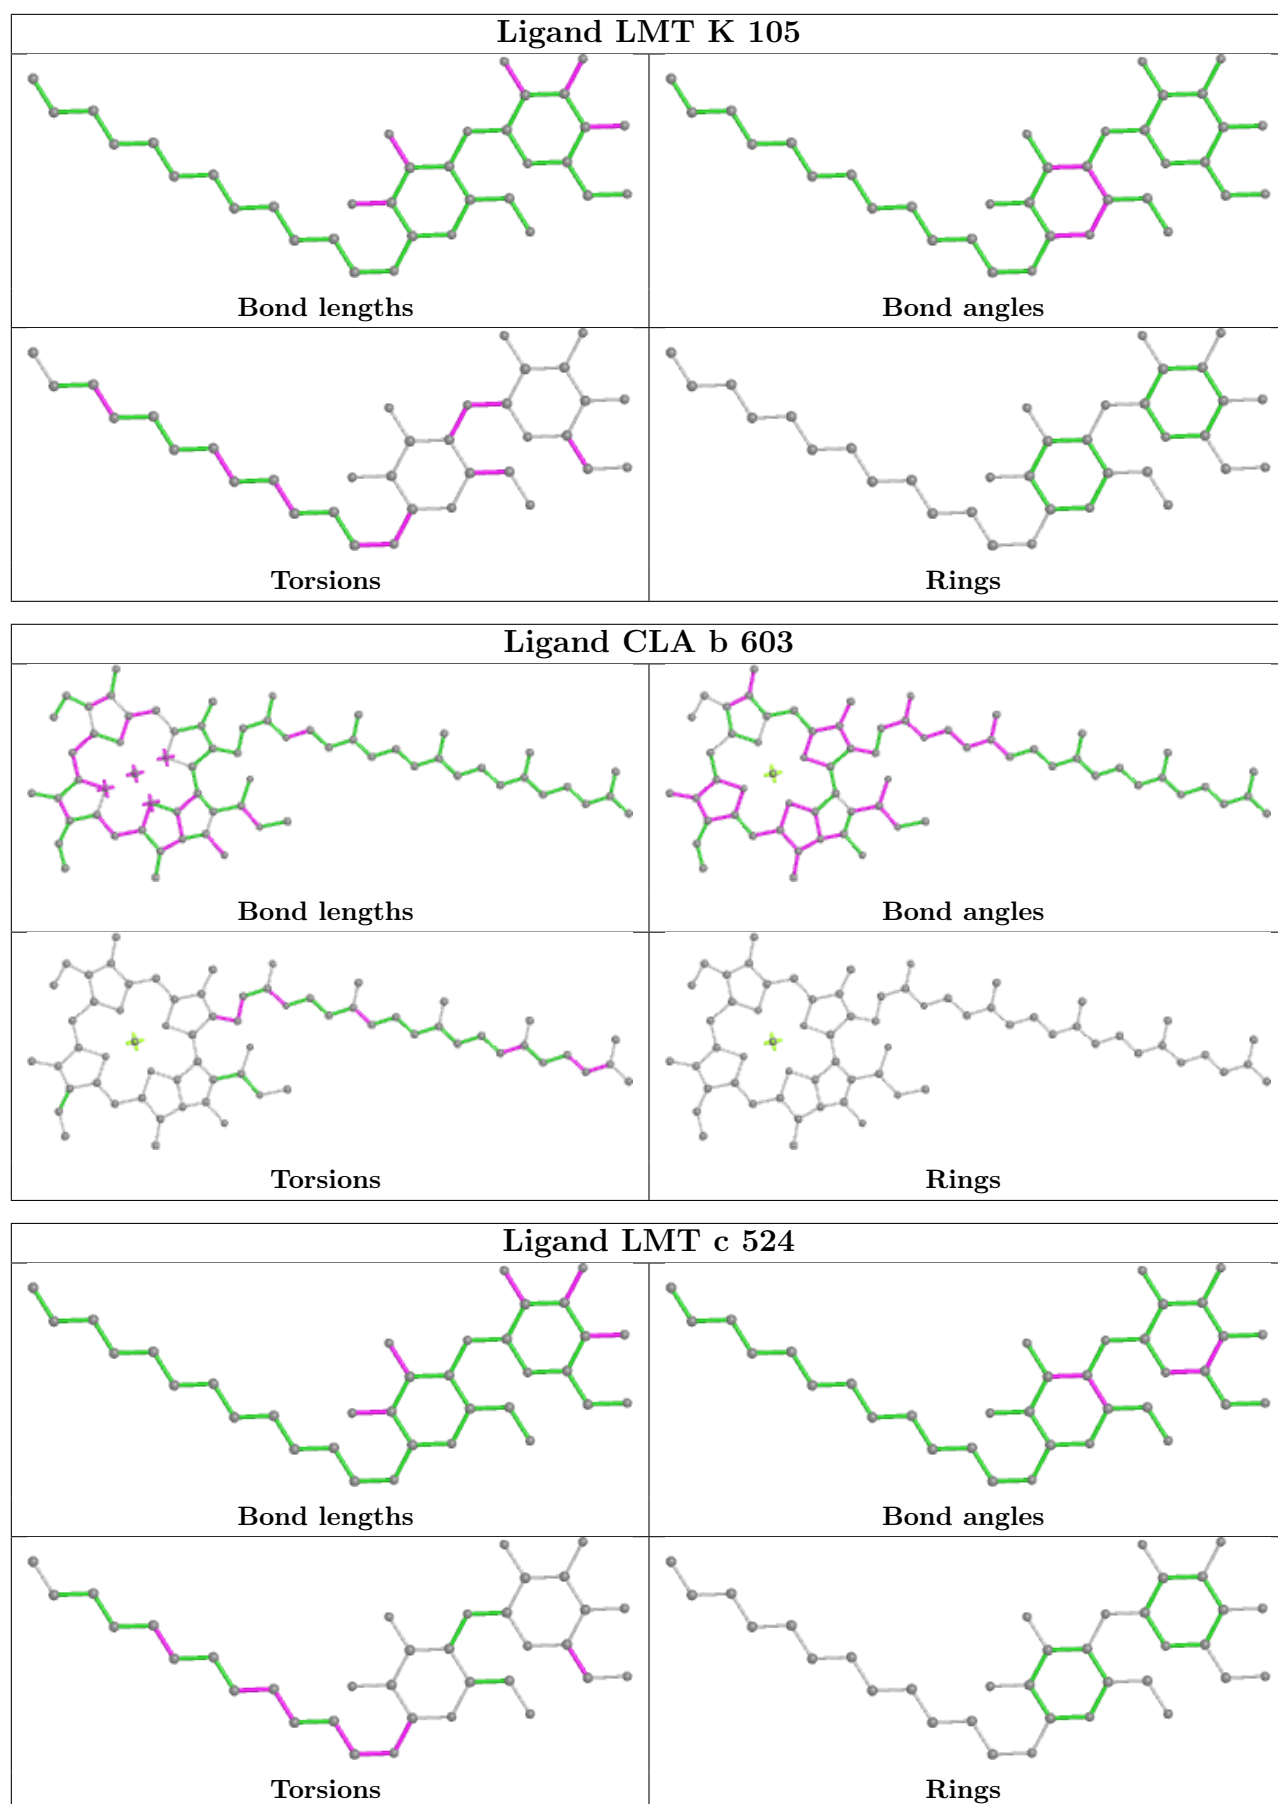 Ligand LMT K 105
Bond lengths
Bond angles
Torsions
Rings
Ligand CLA b 603
Bond lengths
Bond angles
Torsions
Rings
Ligand LMT c 524
Bond lengths
Bond angles
Torsions
Rings